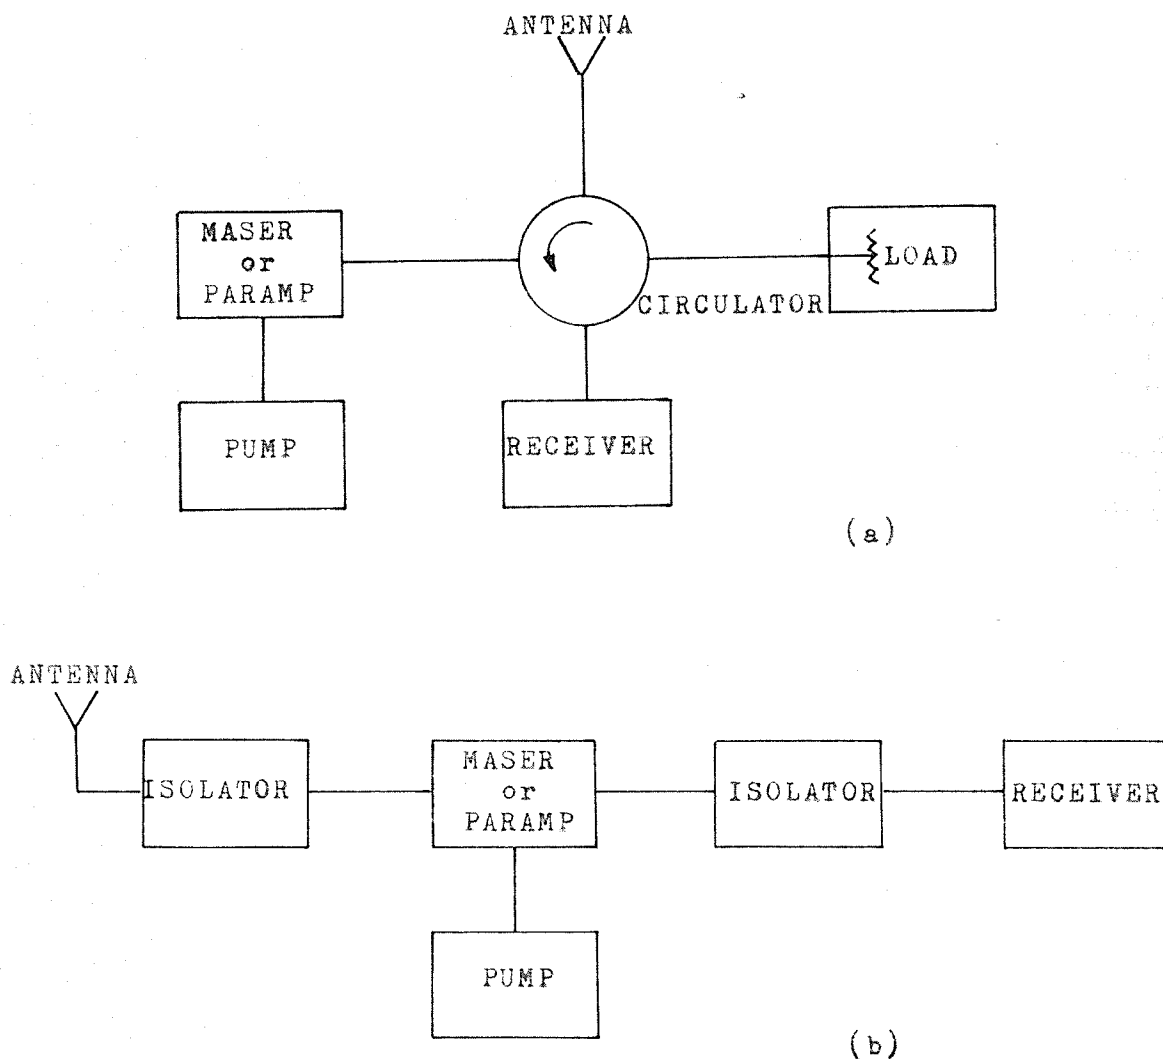 ANTENNA
MASER
or
PARAMP
LOAD
CIRCULATOR
PUMP
RECEIVER
(a)
ANTENNA
ISOLATOR
MASER
or
PARAMP
ISOLATOR
RECEIVER
PUMP
(b)